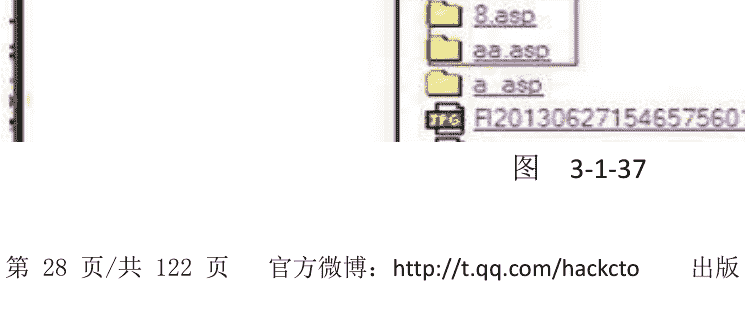 8.asp
aa.asp
a_asp
FI201306271546575601
图 3-1-37
第 28 页/共 122 页 官方微博：http://t.qq.com/hackcto 出版